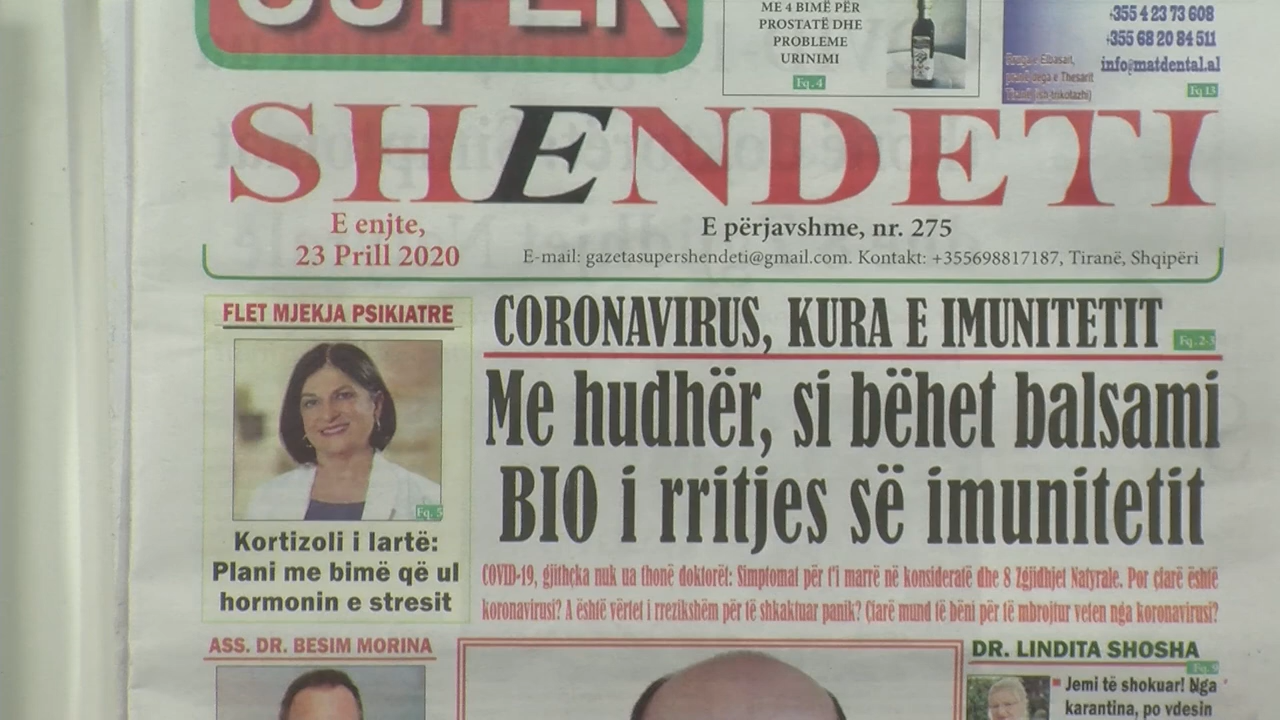 SUPER
ME 4 BIMË PËR
PROSTATË DHE
PROBLEME
URINIMI
Fq. 4
+355 4 23 73 608
+355 68 20 84 511
info@matdental.al
Fq 13
SHENDETI
E enjte,
23 Prill 2020
E përjavshme, nr. 275
E-mail: gazetasupershendeti@gmail.com. Kontakt: +355698817187, Tiranë, Shqipëri
FLET MJEKJA PSIKIATRE
Fq. 5
Kortizoli i lartë:
Plani me bimë që ul
hormonin e stresit
CORONAVIRUS, KURA E IMUNITETIT
Fq. 2-3
Me hudhër, si bëhet balsami
BIO i rritjes së imunitetit
COVID-19, gjithçka nuk ua thonë doktorët: Simptomat për t'i marrë në konsideratë dhe 8 Zgjidhjet Natyrale. Por çfarë është
koronavirusi? A është vërtet i rrezikshëm për të shkaktuar panik? Çfarë mund të bëni për të mbrojtur veten nga koronavirusi?
ASS. DR. BESIM MORINA
DR. LINDITA SHOSHA
Fq. 9
Jemi të shokuar! Nga
karantina, po vdesin